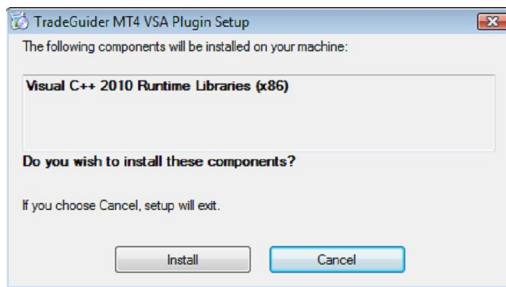 TradeGuider MT4 VSA Plugin Setup
The following components will be installed on your machine:
Visual C++ 2010 Runtime Libraries (x86)
Do you wish to install these components?
If you choose Cancel, setup will exit.
Install Cancel